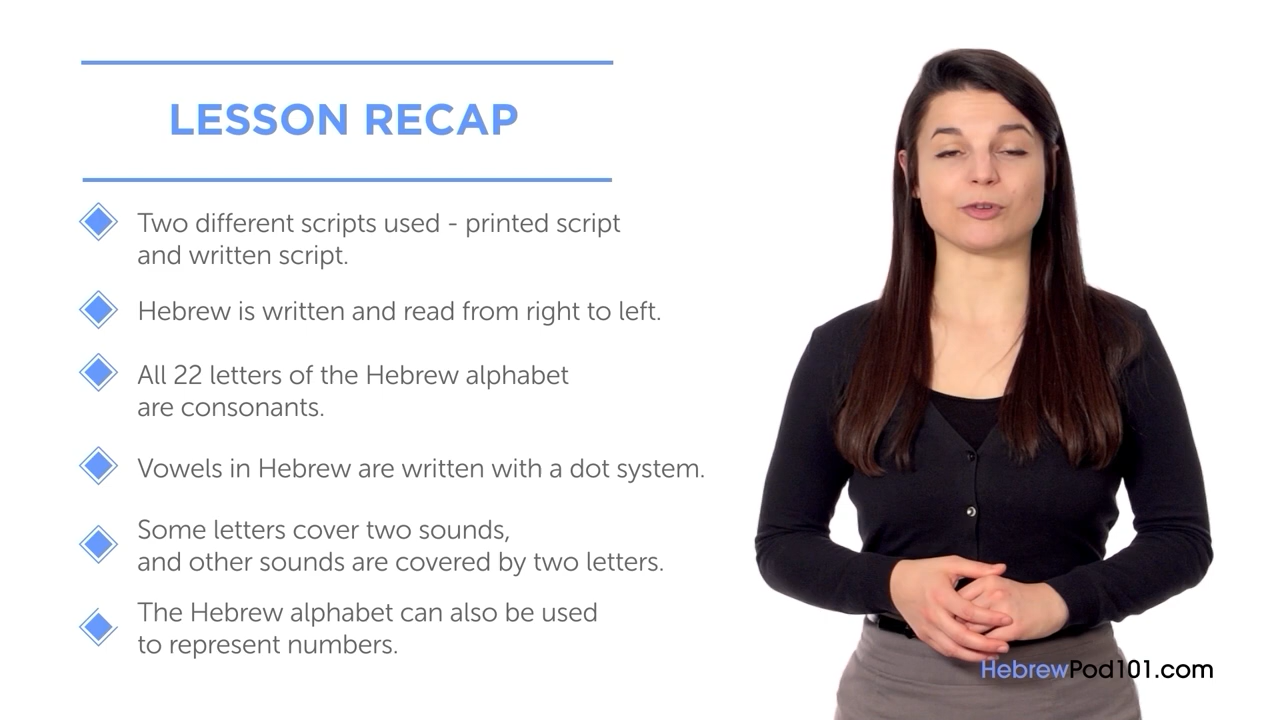 LESSON RECAP
Two different scripts used - printed script
and written script.
Hebrew is written and read from right to left.
All 22 letters of the Hebrew alphabet
are consonants.
Vowels in Hebrew are written with a dot system.
Some letters cover two sounds,
and other sounds are covered by two letters.
The Hebrew alphabet can also be used
to represent numbers.
HebrewPod101.com